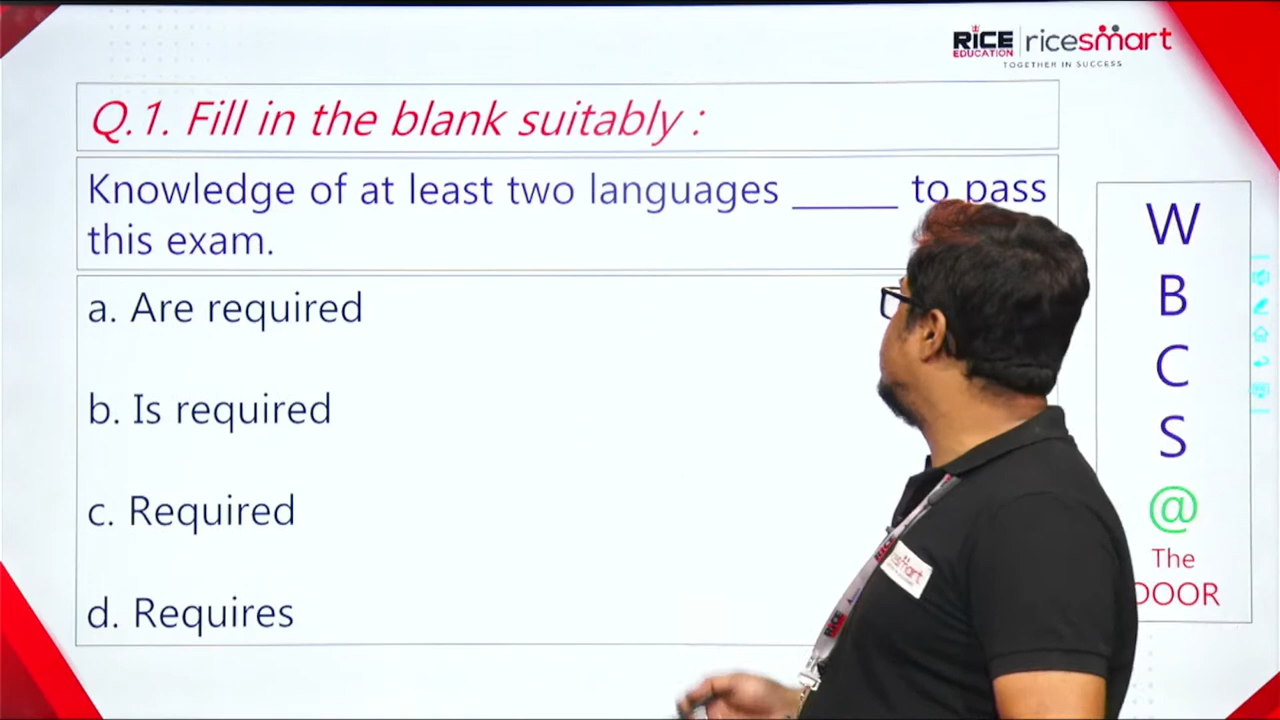 RICE EDUCATION ricesmart
TOGETHER IN SUCCESS
Q.1. Fill in the blank suitably :
Knowledge of at least two languages ______ to pass
this exam.
a. Are required
b. Is required
c. Required
d. Requires
W
B
C
S
@
The
DOOR
RICE